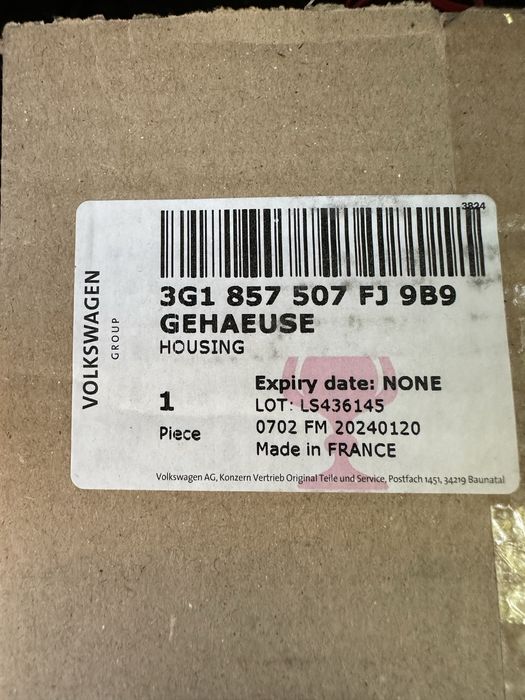 3824
VOLKSWAGEN
GROUP
3G1 857 507 FJ 9B9
GEHAEUSE
HOUSING
1
Piece
Expiry date: NONE
LOT: LS436145
0702 FM 20240120
Made in FRANCE
Volkswagen AG, Konzern Vertrieb Original Teile und Service, Postfach 1451, 34219 Baunatal